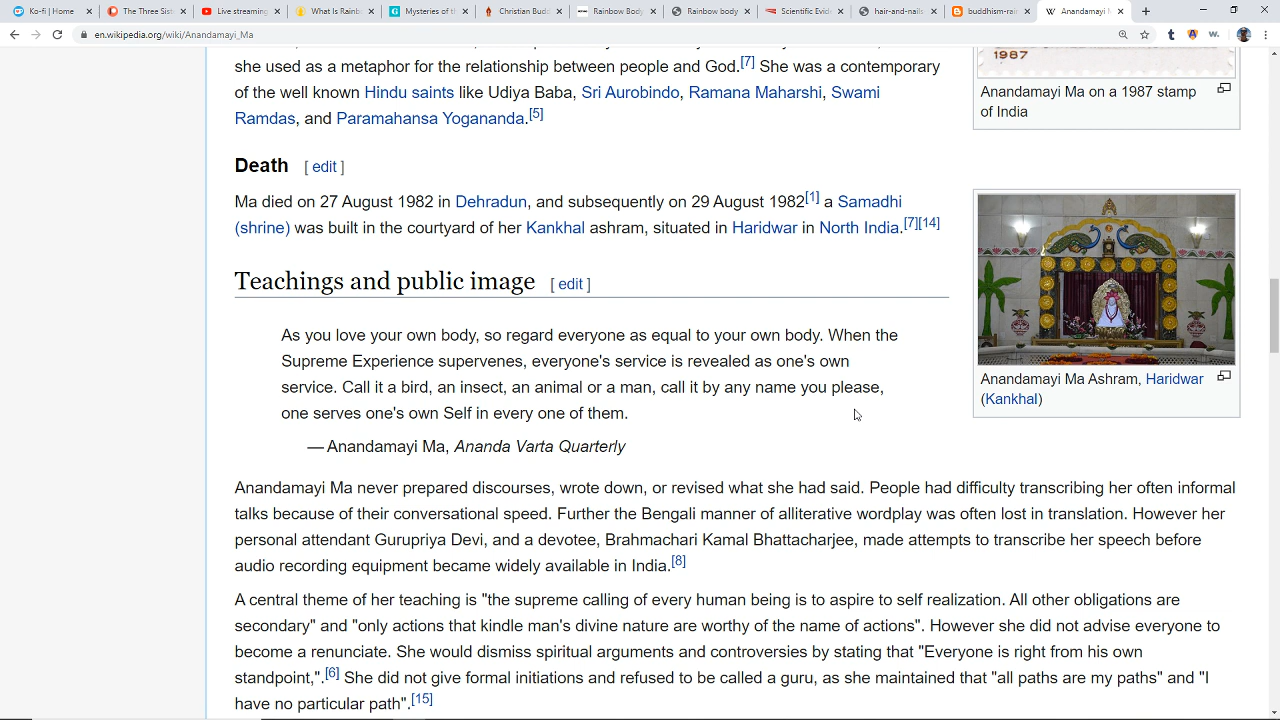 Ko-fi | Home
The Three Sist
Live streaming
What Is Rainb
Mysteries of t
Christian Budd
Rainbow Body
Rainbow body
Scientific Evid
hair-and-nails
buddhism-rai
Anandamayi M
en.wikipedia.org/wiki/Anandamayi_Ma
she used as a metaphor for the relationship between people and God.[7] She was a contemporary
of the well known Hindu saints like Udiya Baba, Sri Aurobindo, Ramana Maharshi, Swami
Ramdas, and Paramahansa Yogananda.[5]
1987
Anandamayi Ma on a 1987 stamp
of India
Death [ edit ]
Ma died on 27 August 1982 in Dehradun, and subsequently on 29 August 1982[1] a Samadhi
(shrine) was built in the courtyard of her Kankhal ashram, situated in Haridwar in North India.[7][14]
Anandamayi Ma Ashram, Haridwar
(Kankhal)
Teachings and public image [ edit ]
As you love your own body, so regard everyone as equal to your own body. When the
Supreme Experience supervenes, everyone's service is revealed as one's own
service. Call it a bird, an insect, an animal or a man, call it by any name you please,
one serves one's own Self in every one of them.
— Anandamayi Ma, Ananda Varta Quarterly
Anandamayi Ma never prepared discourses, wrote down, or revised what she had said. People had difficulty transcribing her often informal
talks because of their conversational speed. Further the Bengali manner of alliterative wordplay was often lost in translation. However her
personal attendant Gurupriya Devi, and a devotee, Brahmachari Kamal Bhattacharjee, made attempts to transcribe her speech before
audio recording equipment became widely available in India.[8]
A central theme of her teaching is "the supreme calling of every human being is to aspire to self realization. All other obligations are
secondary" and "only actions that kindle man's divine nature are worthy of the name of actions". However she did not advise everyone to
become a renunciate. She would dismiss spiritual arguments and controversies by stating that "Everyone is right from his own
standpoint,".[6] She did not give formal initiations and refused to be called a guru, as she maintained that "all paths are my paths" and "I
have no particular path".[15]